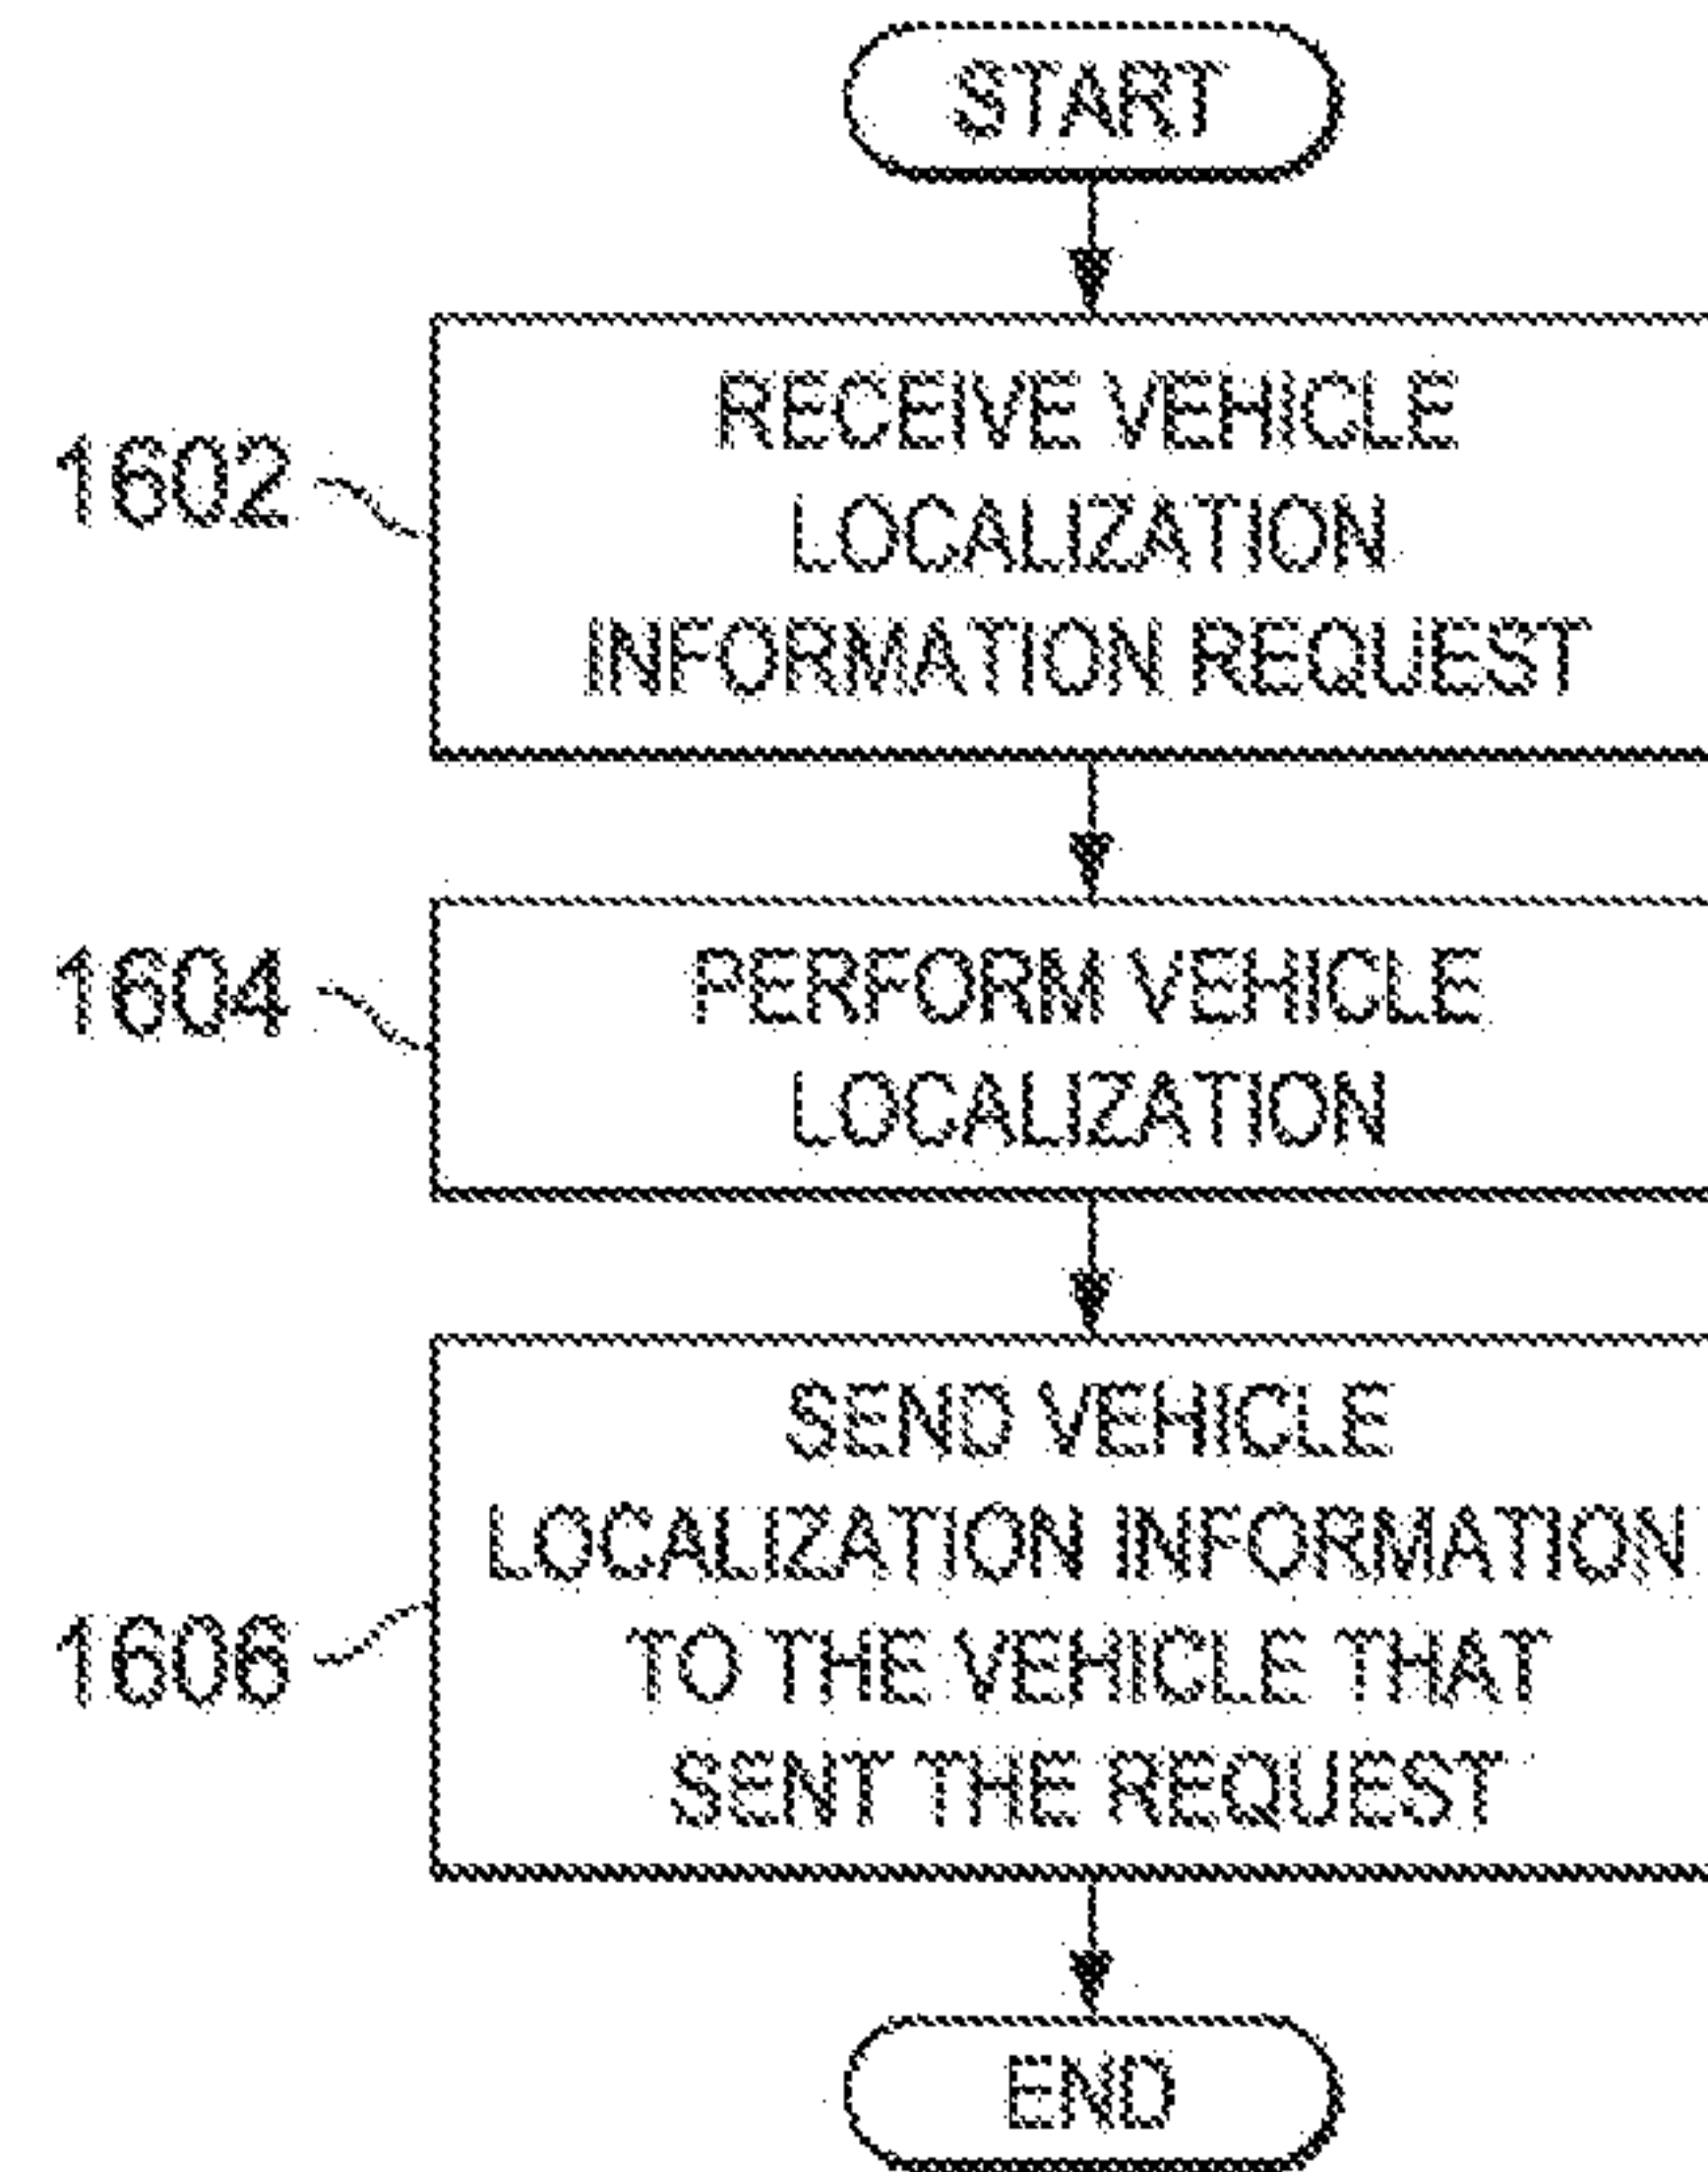 START
RECEIVE VEHICLE
LOCALIZATION
INFORMATION REQUEST
1602
PERFORM VEHICLE
LOCALIZATION
1604
SEND VEHICLE
LOCALIZATION INFORMATION
TO THE VEHICLE THAT
SENT THE REQUEST
1606
END